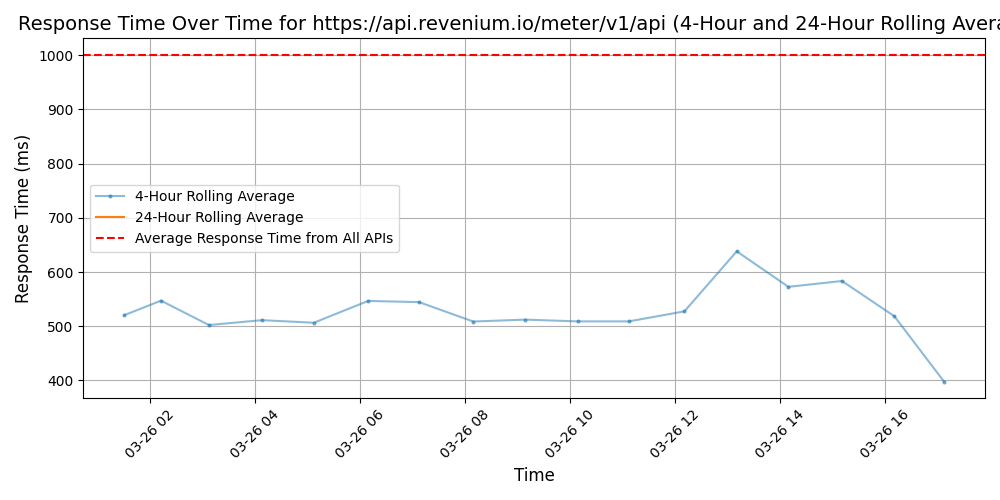 Response Time Over Time for https://api.revenium.io/meter/v1/api (4-Hour and 24-Hour Rolling Avera
Response Time (ms)
1000
900
800
700
600
500
400
4-Hour Rolling Average
24-Hour Rolling Average
Average Response Time from All APIs
03-26 02
03-26 04
03-26 06
03-26 08
03-26 10
03-26 12
03-26 14
03-26 16
Time